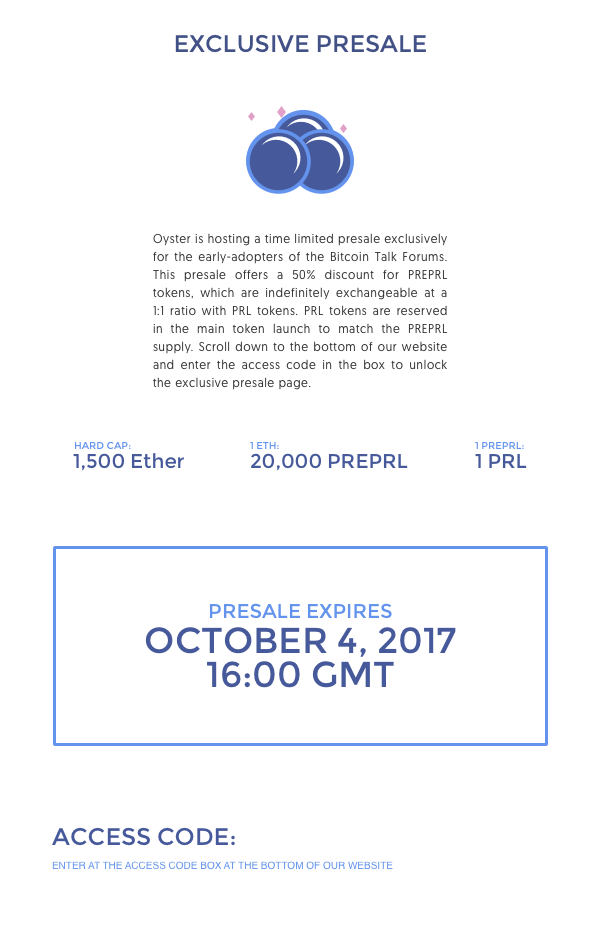 EXCLUSIVE PRESALE
Oyster is hosting a time limited presale exclusively
for the early-adopters of the Bitcoin Talk Forums.
This presale offers a 50% discount for PREPRL
tokens, which are indefinitely exchangeable at a
1:1 ratio with PRL tokens. PRL tokens are reserved
in the main token launch to match the PREPRL
supply. Scroll down to the bottom of our website
and enter the access code in the box to unlock
the exclusive presale page.
HARD CAP:
1,500 Ether
1 ETH:
20,000 PREPRL
1 PREPRL:
1 PRL
PRESALE EXPIRES
OCTOBER 4, 2017
16:00 GMT
ACCESS CODE:
ENTER AT THE ACCESS CODE BOX AT THE BOTTOM OF OUR WEBSITE